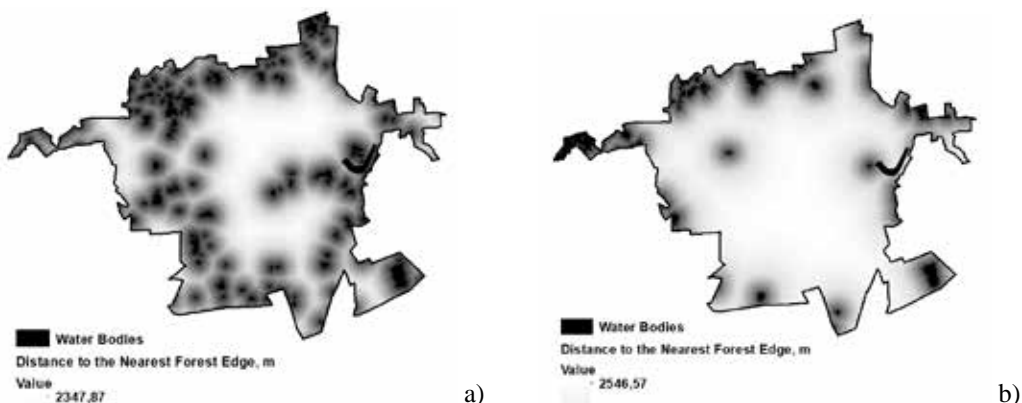 Water Bodies
Distance to the Nearest Forest Edge, m
Value
2347,87
a)
Water Bodies
Distance to the Nearest Forest Edge, m
Value
2546,57
b)